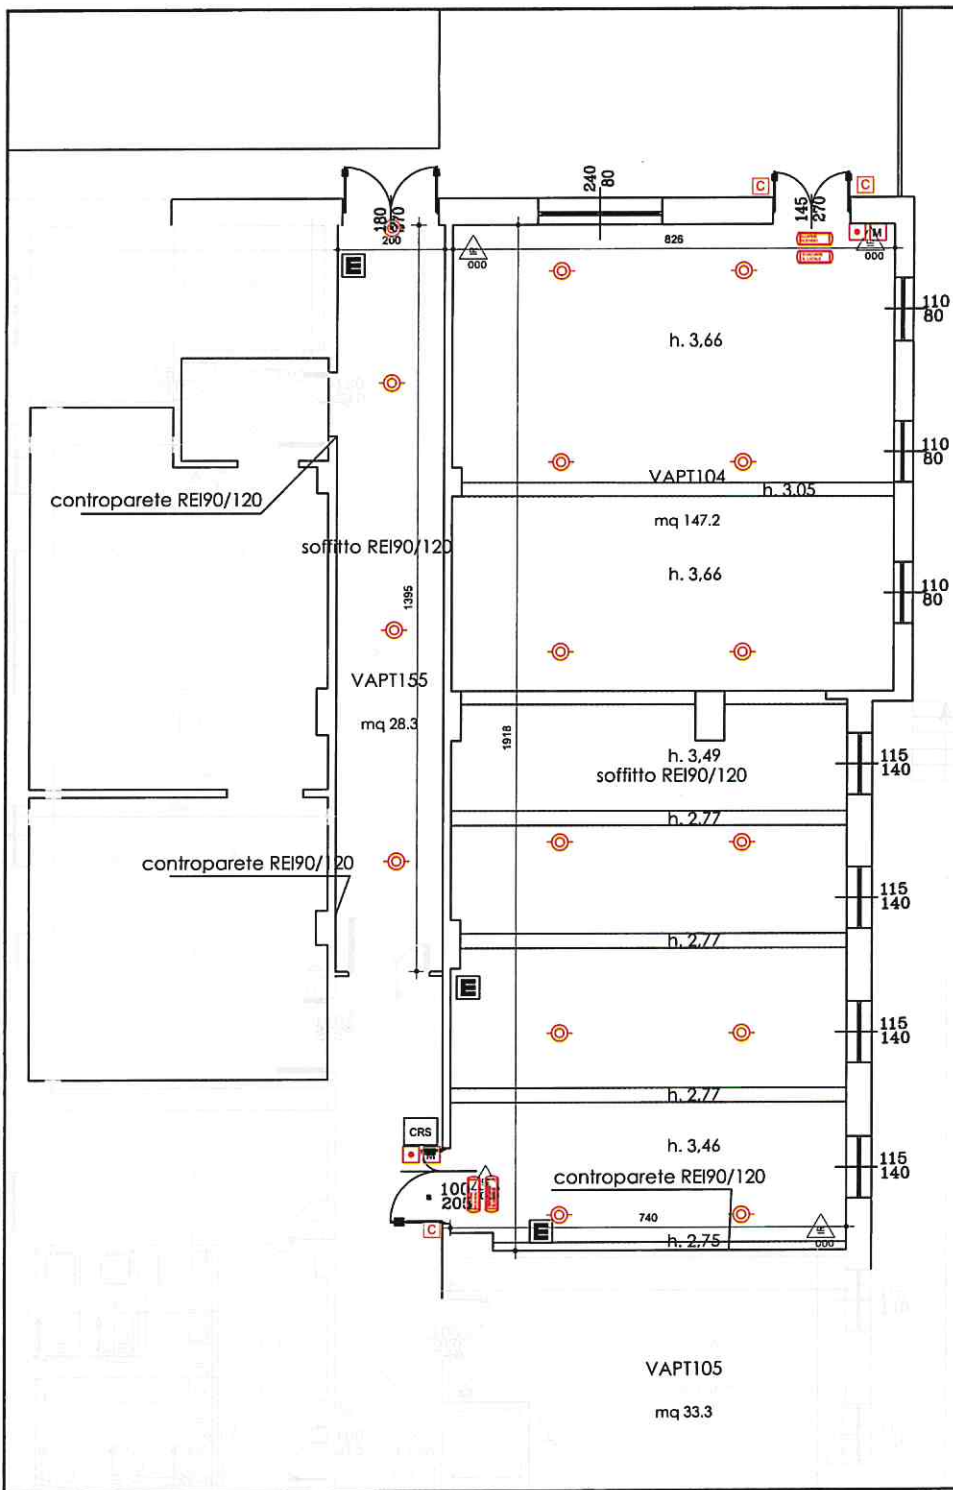 240
80
C
C
180
270
145
270
200
826
M
000
000
E
110
80
h. 3,66
110
80
VAPT104
h. 3.05
controparete REI90/120
mq 147.2
soffitto REI90/120
h. 3,66
110
80
1395
VAPT155
mq 28.3
1918
h. 3,49
soffitto REI90/120
115
140
h. 2.77
controparete REI90/120
115
140
h. 2.77
E
115
140
h. 2.77
CRS
M
h. 3,46
115
140
controparete REI90/120
100
205
C
E
740
000
h. 2.75
VAPT105
mq 33.3